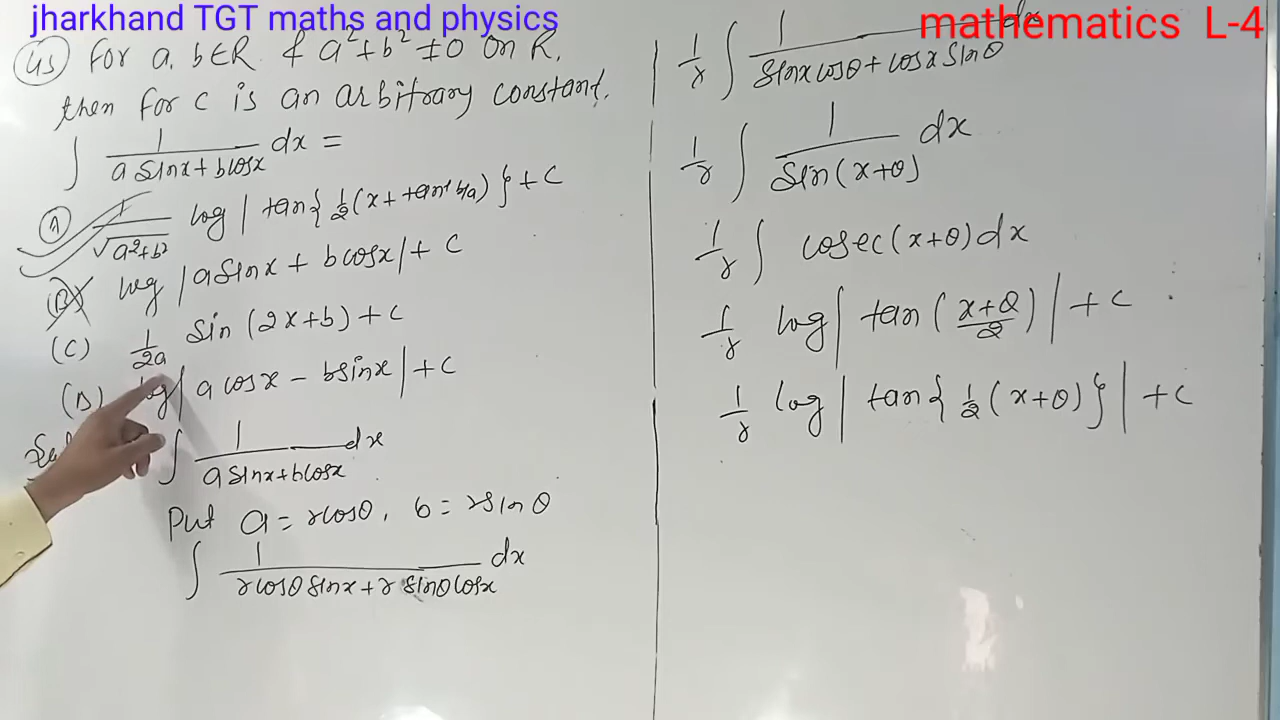 jharkhand TGT maths and physics
mathematics L-4
(45) For a, b∈R & a²+b² ≠0 on R,
then for c is an arbitrary constant,
∫ 1/(a sinx + b cosx) dx =
(A) 1/√(a²+b²) log | tan{ 1/2 (x + tan⁻¹ b/a) } + C
(B) log | a sinx + b cosx | + C
(C) 1/2a sin (2x+b) + C
(D) log | a cosx - b sinx | + C
∫ 1/(a sinx + b cosx) dx
Put a = r cosθ, b = r sinθ
∫ 1/(r cosθ sinx + r sinθ cosx) dx
1/r ∫ 1/(sinx cosθ + cosx sinθ) dx
1/r ∫ 1/sin(x+θ) dx
1/r ∫ cosec(x+θ) dx
1/r log | tan ( (x+θ)/2 ) | + C
1/r log | tan{ 1/2 (x+θ) } | + C